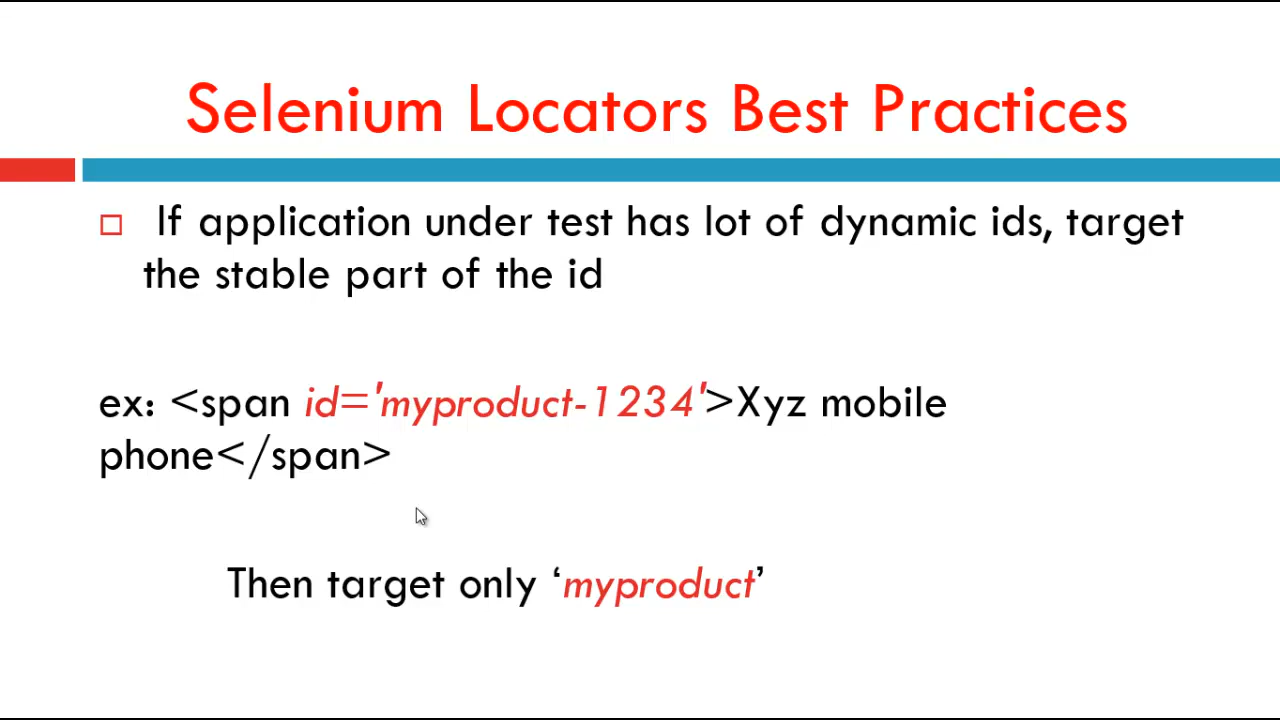 Selenium Locators Best Practices
If application under test has lot of dynamic ids, target
the stable part of the id
ex: <span id='myproduct-1234'>Xyz mobile
phone</span>
Then target only ‘myproduct’